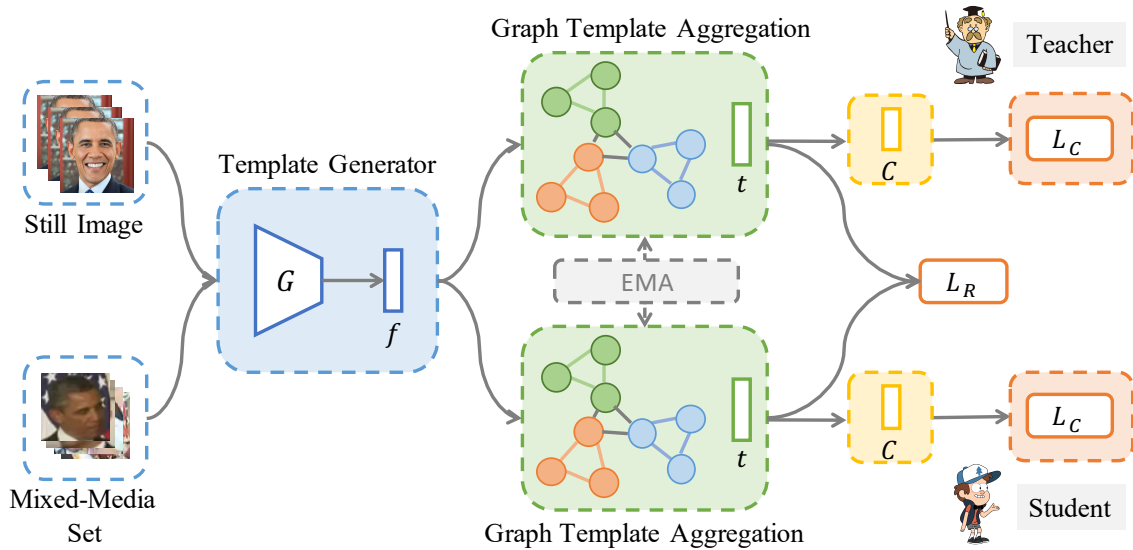 Graph Template Aggregation
Teacher
Still Image
Template Generator
G
f
t
C
L_C
EMA
L_R
Mixed-Media
Set
t
C
L_C
Graph Template Aggregation
Student